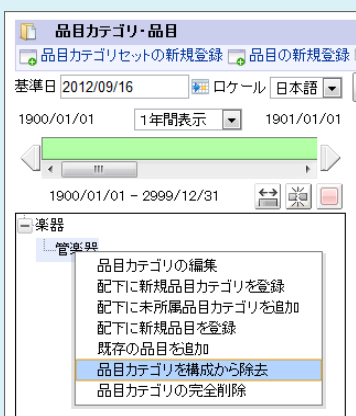 品目カテゴリ・品目
品目カテゴリセットの新規登録 品目の新規登録
基準日 2012/09/16 ロケール 日本語
1900/01/01 1年間表示 1901/01/01
1900/01/01 - 2999/12/31
楽器
管楽器
品目カテゴリの編集
配下に新規品目カテゴリを登録
配下に未所属品目カテゴリを追加
配下に新規品目を登録
既存の品目を追加
品目カテゴリを構成から除去
品目カテゴリの完全削除